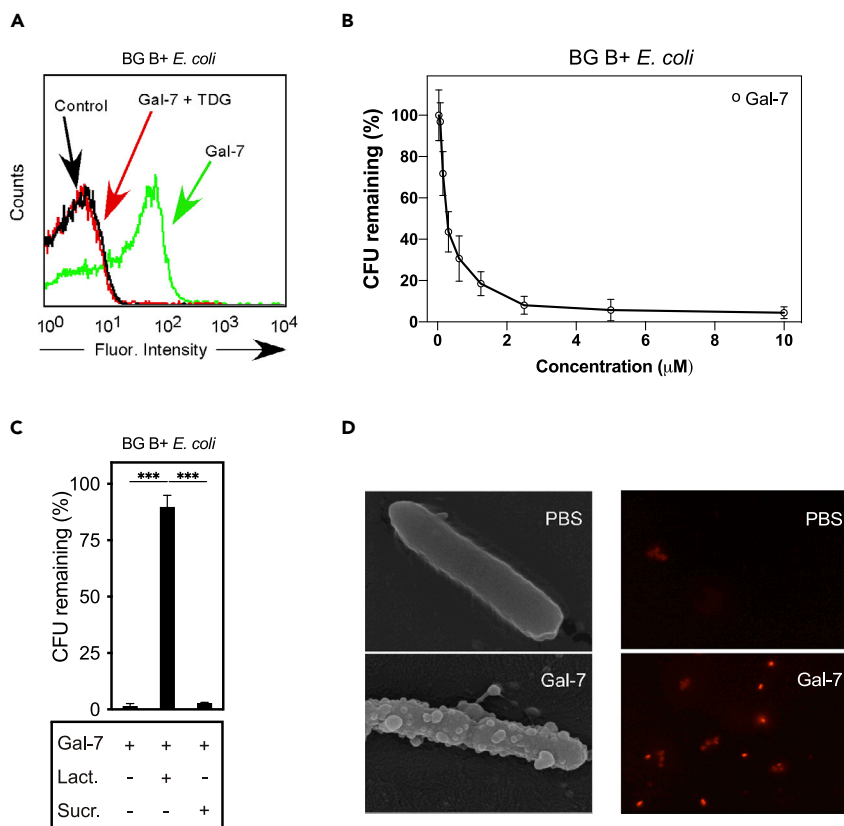 A
BG B+ E. coli
Control
Gal-7 + TDG
Gal-7
Counts
10⁰ 10¹ 10² 10³ 10⁴
Fluor. Intensity
B
BG B+ E. coli
Gal-7
CFU remaining (%)
100
80
60
40
20
0
0 2 4 6 8 10
Concentration (μM)
C
BG B+ E. coli
*** ***
CFU remaining (%)
100
75
50
25
0
Gal-7 + + +
Lact. - + -
Sucr. - - +
D
PBS
PBS
Gal-7
Gal-7